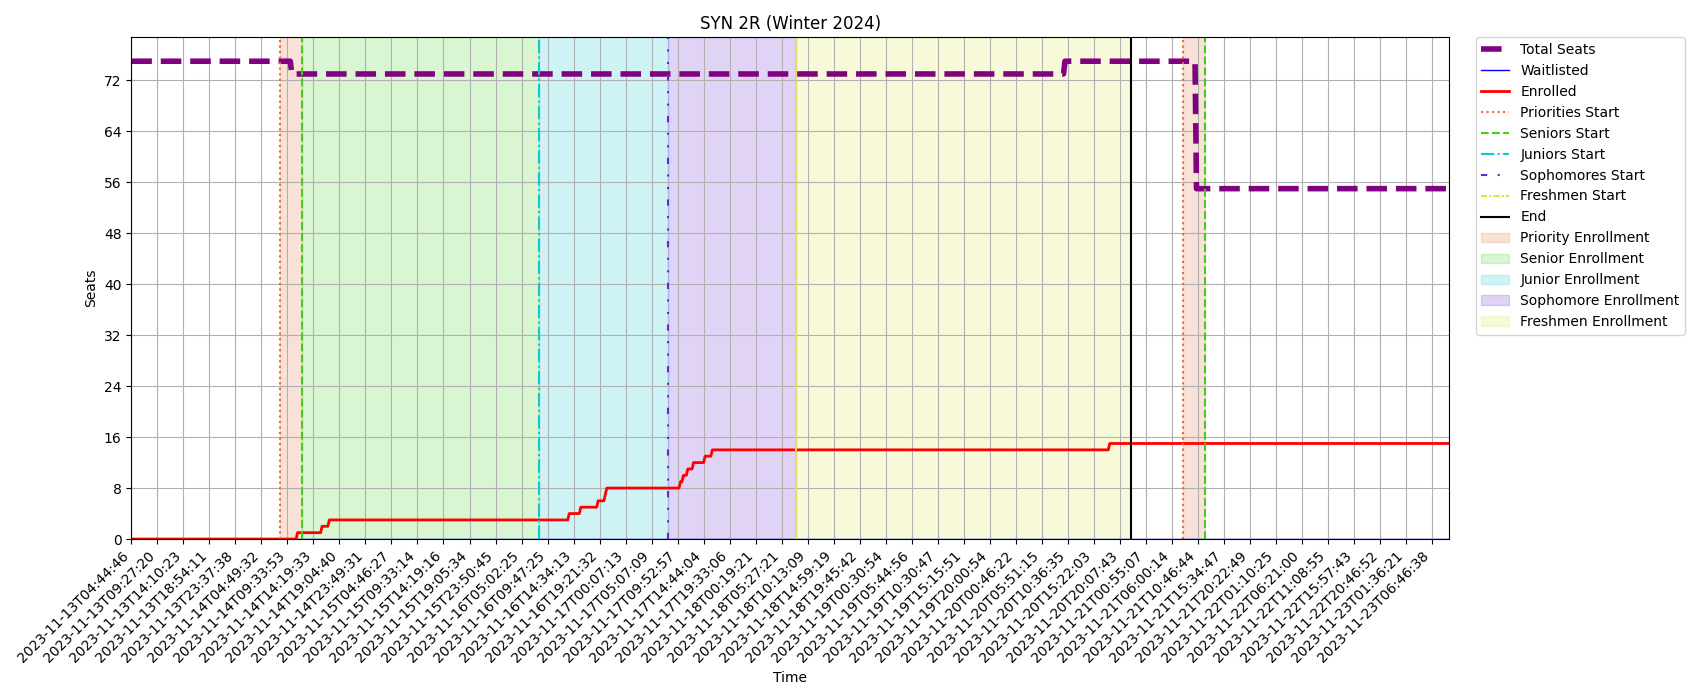 SYN 2R (Winter 2024)
Seats
72
64
56
48
40
32
24
16
8
0
2023-11-13T04:44:46
2023-11-13T09:27:20
2023-11-13T14:10:23
2023-11-13T18:54:11
2023-11-13T23:37:38
2023-11-14T04:49:32
2023-11-14T09:33:53
2023-11-14T14:19:33
2023-11-14T19:04:40
2023-11-14T23:49:31
2023-11-15T04:46:27
2023-11-15T09:33:14
2023-11-15T14:19:16
2023-11-15T19:05:34
2023-11-15T23:50:45
2023-11-16T05:02:25
2023-11-16T09:47:25
2023-11-16T14:34:13
2023-11-16T19:21:32
2023-11-17T00:07:13
2023-11-17T05:07:09
2023-11-17T09:52:57
2023-11-17T14:44:04
2023-11-17T19:33:06
2023-11-18T00:19:21
2023-11-18T05:27:21
2023-11-18T10:13:09
2023-11-18T14:59:19
2023-11-18T19:45:42
2023-11-19T00:30:54
2023-11-19T05:44:56
2023-11-19T10:30:47
2023-11-19T15:15:51
2023-11-19T20:00:54
2023-11-20T00:46:22
2023-11-20T05:51:15
2023-11-20T10:36:35
2023-11-20T15:22:03
2023-11-20T20:07:43
2023-11-21T00:55:07
2023-11-21T06:00:14
2023-11-21T10:46:44
2023-11-21T15:34:47
2023-11-21T20:22:49
2023-11-22T01:10:25
2023-11-22T06:21:00
2023-11-22T11:08:55
2023-11-22T15:57:43
2023-11-22T20:46:52
2023-11-23T01:36:21
2023-11-23T06:46:38
Time
Total Seats
Waitlisted
Enrolled
Priorities Start
Seniors Start
Juniors Start
Sophomores Start
Freshmen Start
End
Priority Enrollment
Senior Enrollment
Junior Enrollment
Sophomore Enrollment
Freshmen Enrollment